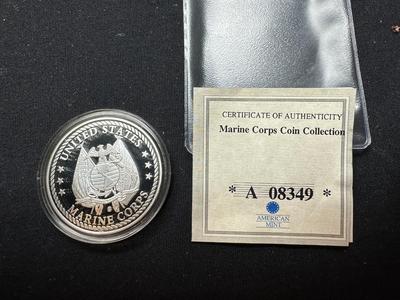 UNITED STATES
MARINE CORPS
CERTIFICATE OF AUTHENTICITY
Marine Corps Coin Collection
* A 08349 *
AMERICAN
MINT